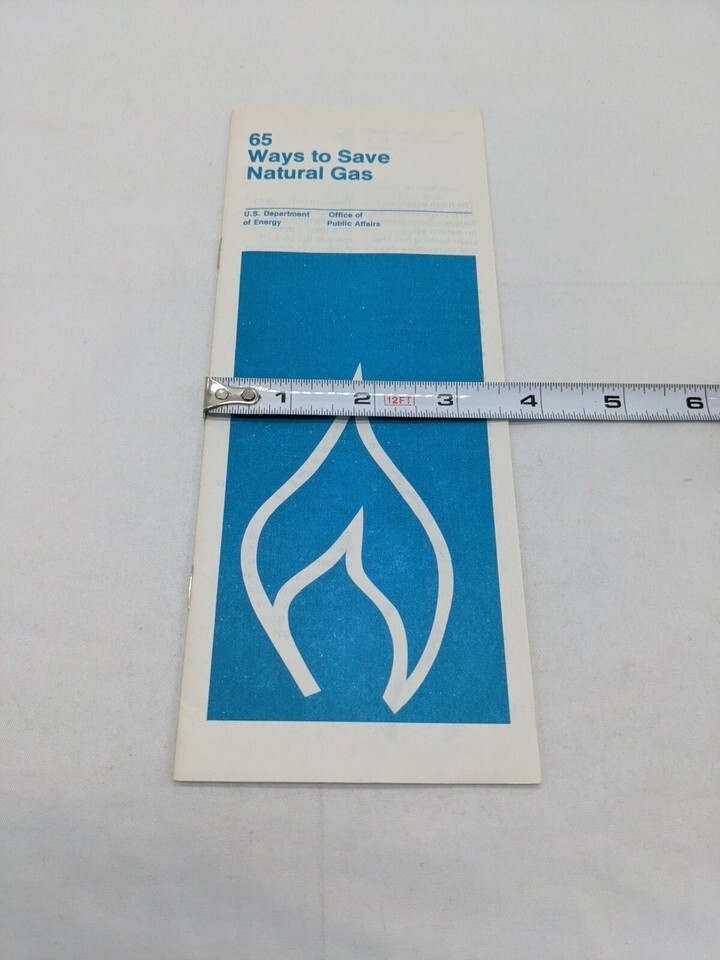 65
Ways to Save
Natural Gas
U.S. Department Office of
of Energy Public Affairs
1 2 12FT 3 4 5 6